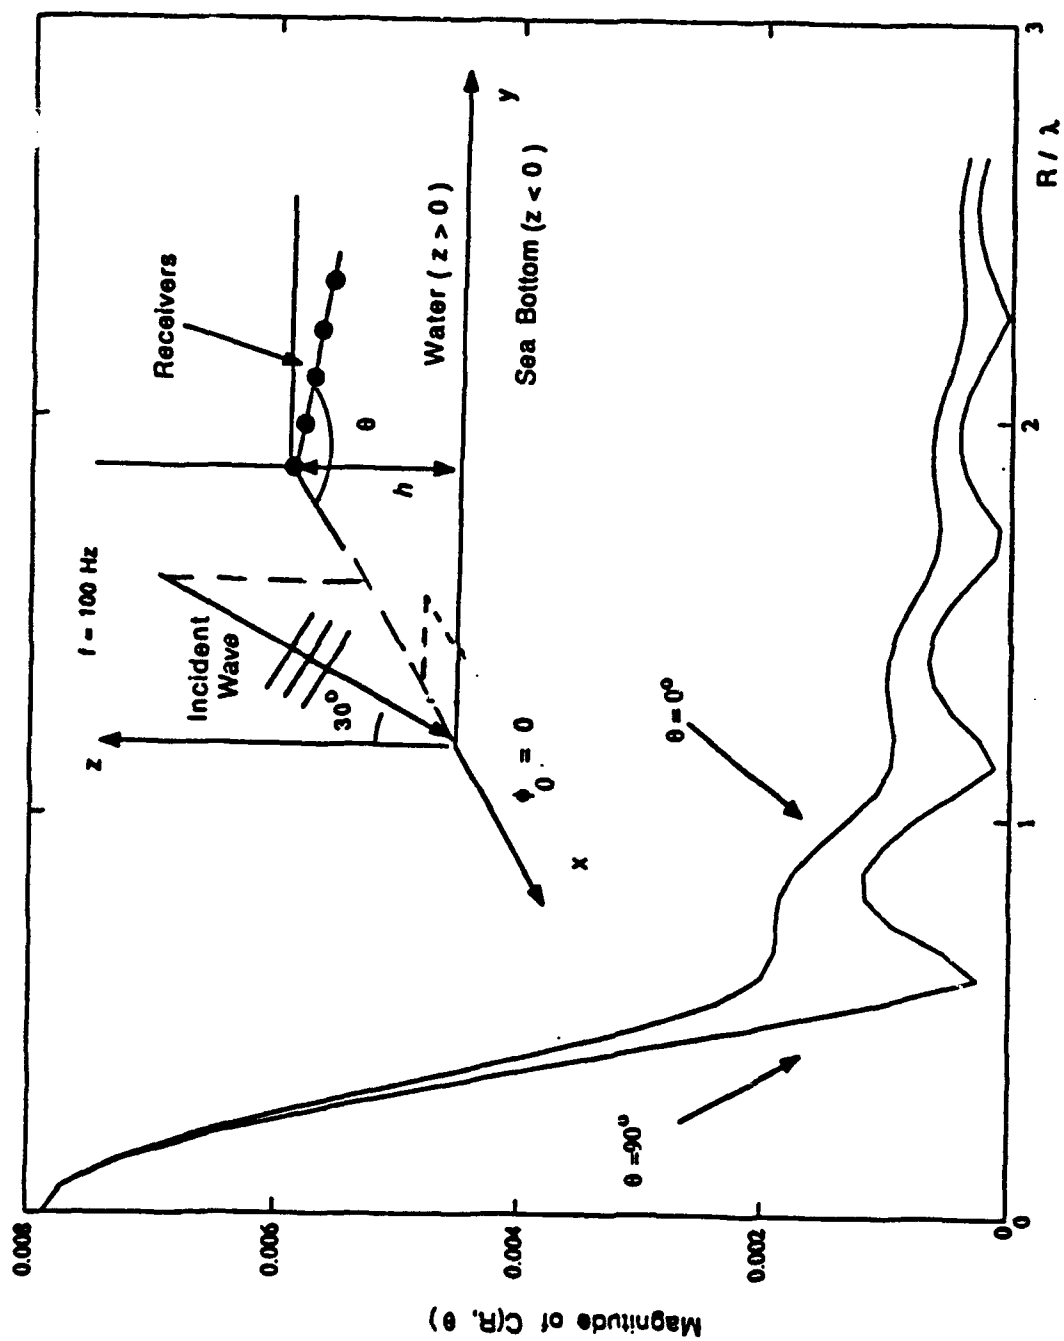 Magnitude of C(R, θ)
0.008
0.006
0.004
0.002
0
0
1
2
3
R / λ
f = 100 Hz
z
Incident
Wave
30°
Receivers
θ
h
Water ( z > 0 )
y
Sea Bottom (z < 0 )
x
ϕ0 = 0
θ = 0°
θ = 90°